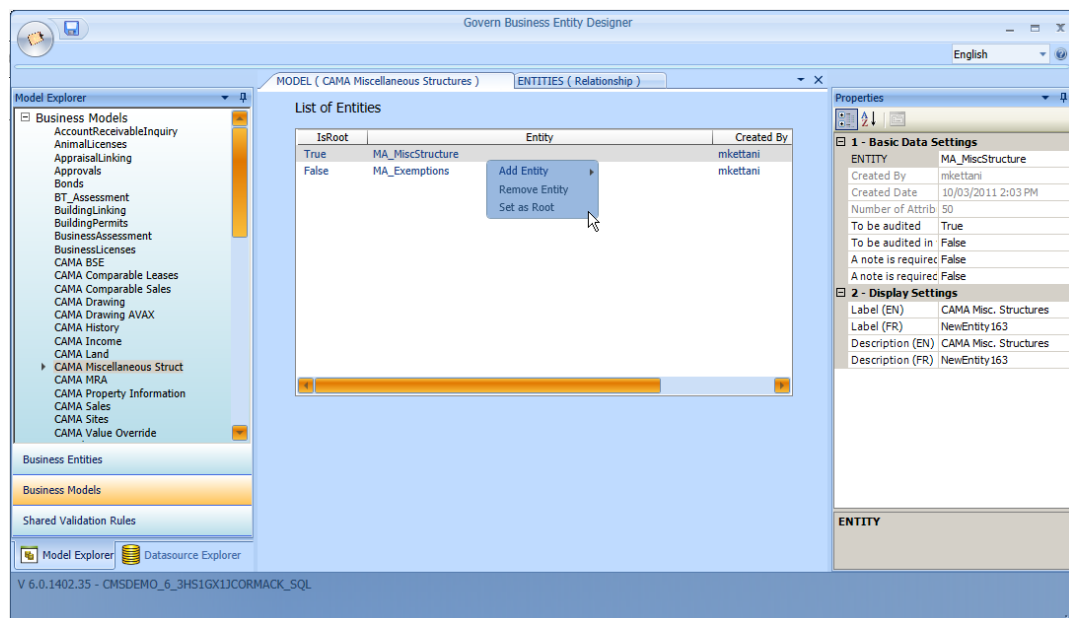 Govern Business Entity Designer
English
MODEL ( CAMA Miscellaneous Structures )
ENTITIES ( Relationship )
Model Explorer
Business Models
AccountReceivableInquiry
AnimalLicenses
AppraisalLinking
Approvals
Bonds
BT_Assessment
BuildingLinking
BuildingPermits
BusinessAssessment
BusinessLicenses
CAMA BSE
CAMA Comparable Leases
CAMA Comparable Sales
CAMA Drawing
CAMA Drawing AVAX
CAMA History
CAMA Income
CAMA Land
CAMA Miscellaneous Struct
CAMA MRA
CAMA Property Information
CAMA Sales
CAMA Sites
CAMA Value Override
Business Entities
Business Models
Shared Validation Rules
Model Explorer Datasource Explorer
List of Entities
IsRoot Entity Created By
True MA_MiscStructure mkettani
False MA_Exemptions mkettani
Add Entity
Remove Entity
Set as Root
Properties
1 - Basic Data Settings
ENTITY MA_MiscStructure
Created By mkettani
Created Date 10/03/2011 2:03 PM
Number of Attrib 50
To be audited True
To be audited in False
A note is required False
A note is required False
2 - Display Settings
Label (EN) CAMA Misc. Structures
Label (FR) NewEntity163
Description (EN) CAMA Misc. Structures
Description (FR) NewEntity163
ENTITY
V 6.0.1402.35 - CMSDEMO_6_3HS1GX1JCORMACK_SQL